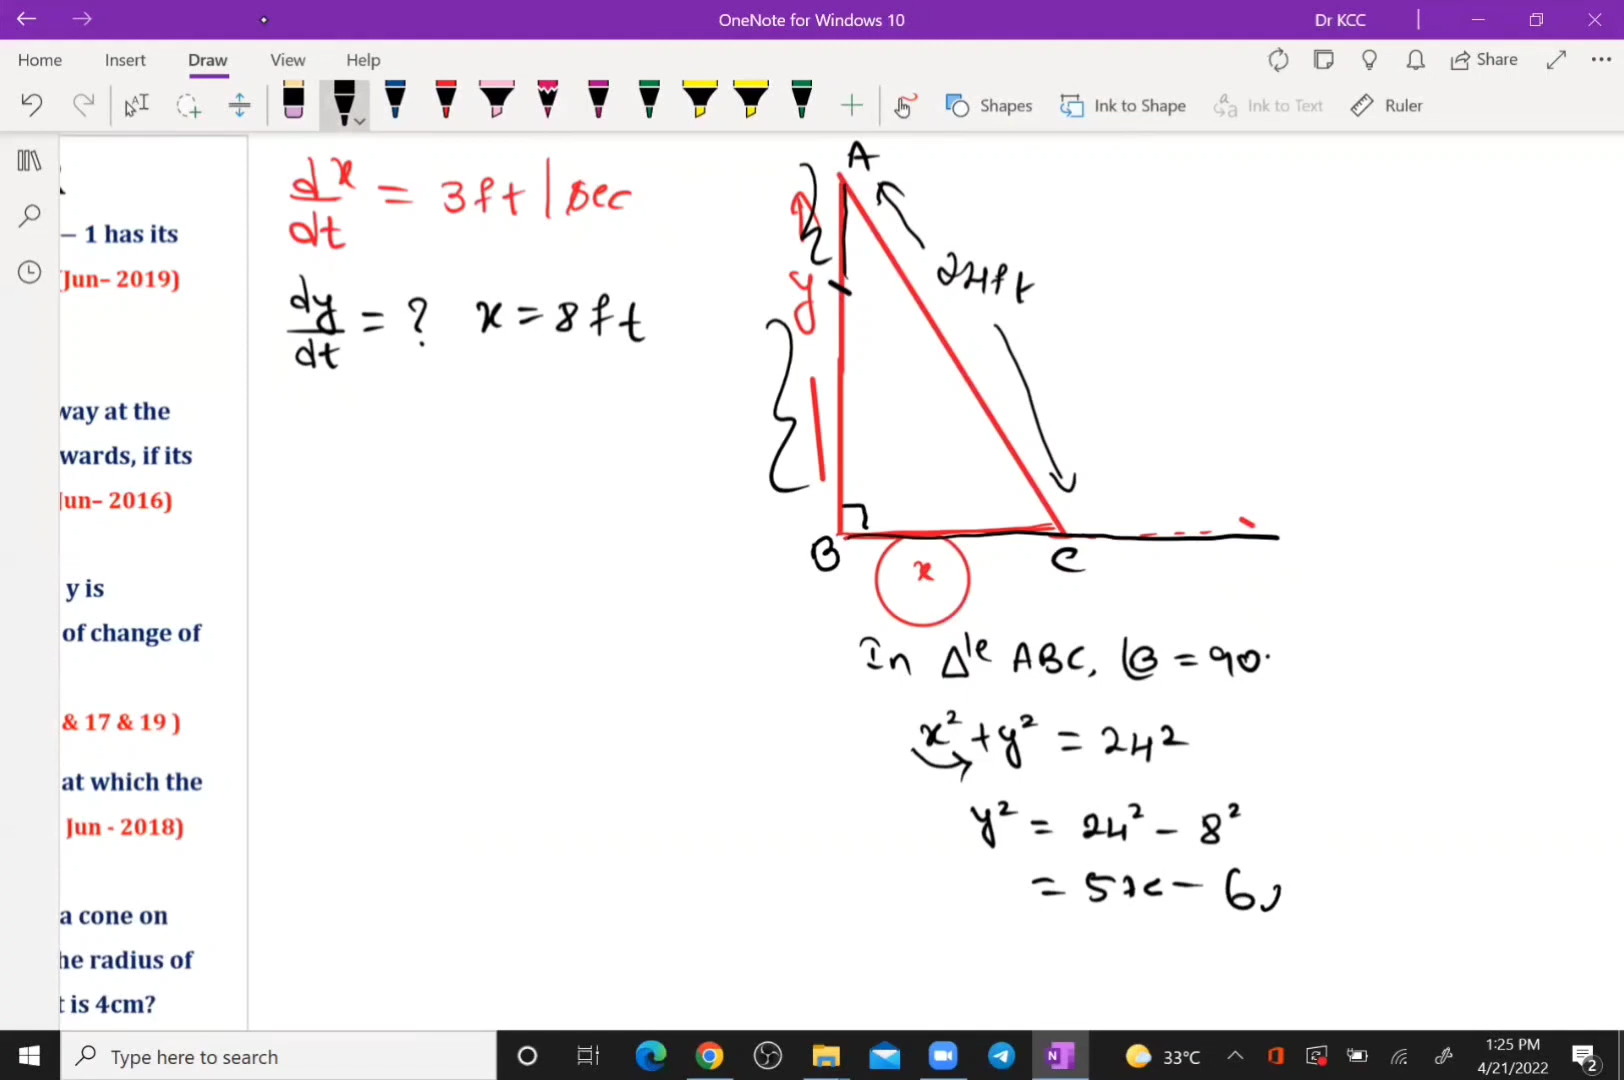 OneNote for Windows 10
Dr KCC
Home Insert Draw View Help
Share
Shapes Ink to Shape Ink to Text Ruler
– 1 has its
(Jun– 2019)
way at the
wards, if its
Jun– 2016)
y is
of change of
& 17 & 19 )
at which the
Jun - 2018)
a cone on
he radius of
t is 4cm?
dx/dt = 3ft | sec
dy/dt = ? x = 8ft
A
24ft
y
B
x
C
In Δle ABC, ∠B = 90°
x² + y² = 24²
y² = 24² – 8²
= 57 – 6
Type here to search
33°C
1:25 PM
4/21/2022
2